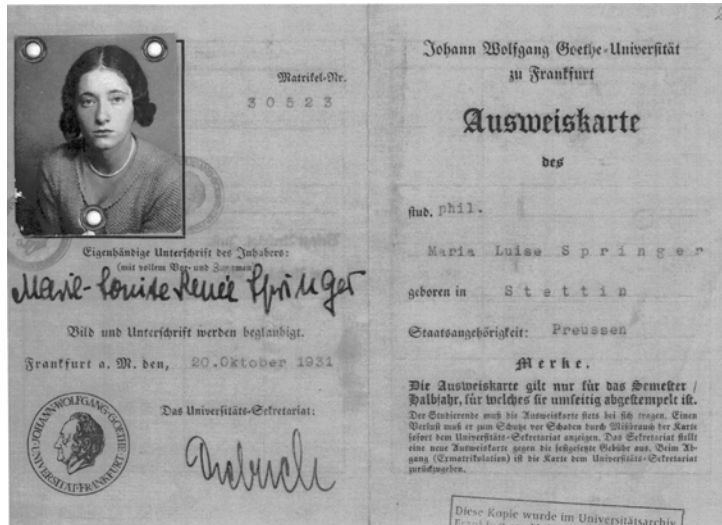 Matrikel-Nr.
30523
Eigenhändige Unterschrift des Inhabers:
(mit vollem Vor- und Zunamen)
Marie-Louise Renée Springer
Bild und Unterschrift werden beglaubigt.
Frankfurt a. M. den, 20.Oktober 1931
Das Universitäts-Sekretariat:
JOHANN-WOLFGANG-GOETHE-UNIVERSITÄT-FRANKFURT
Johann Wolfgang Goethe-Universität
zu Frankfurt
Ausweiskarte
des
stud. phil.
Maria Luise Springer
geboren in Stettin
Staatsangehörigkeit: Preussen
Merke.
Die Ausweiskarte gilt nur für das Semester /
Halbjahr, für welches sie umseitig abgestempelt ist.
Der Studierende muß die Ausweiskarte stets bei sich tragen. Einen
Verlust muß er zum Schutze vor Schaden durch Mißbrauch der Karte
sofort dem Universitäts-Sekretariat anzeigen. Das Sekretariat stellt
eine neue Ausweiskarte gegen die festgesetzte Gebühr aus. Beim Ab-
gang (Exmatrikulation) ist die Karte dem Universitäts-Sekretariat
zurückzugeben.
Diese Kopie wurde im Universitätsarchiv